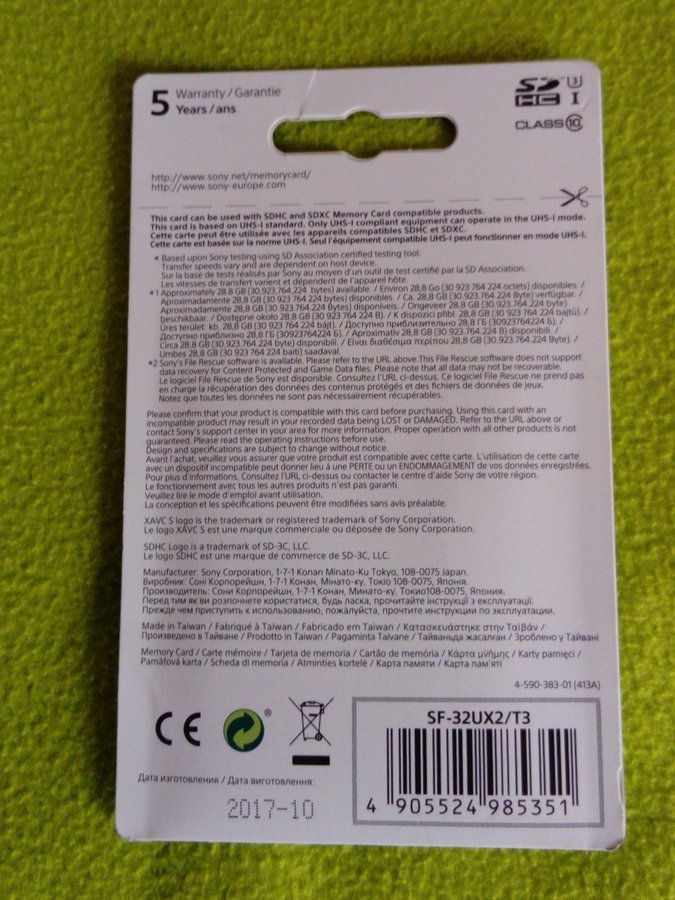 5 Warranty / Garantie
Years / ans
SD HC U3 I
CLASS 10
http://www.sony.net/memorycard/
http://www.sony-europe.com
This card can be used with SDHC and SDXC Memory Card compatible products.
This card is based on UHS-I standard. Only UHS-I compliant equipment can operate in the UHS-I mode.
Cette carte peut être utilisée avec les appareils compatibles SDHC et SDXC.
Cette carte est basée sur la norme UHS-I. Seul l'équipement compatible UHS-I peut fonctionner en mode UHS-I.
* Based upon Sony testing using SD Association certified testing tool.
Transfer speeds vary and are dependent on host device.
Sur la base de tests réalisés par Sony au moyen d'un outil de test certifié par la SD Association.
Les vitesses de transfert varient et dépendent de l'appareil hôte.
*1 Approximately 28,8 GB (30.923.764.224 bytes) available. / Environ 28,8 Go (30 923 764 224 octets) disponibles. /
Aproximadamente 28,8 GB (30 923 764 224 bytes) disponibles. / Ca. 28,8 GB (30 923 764 224 Byte) verfügbar. /
Aproximadamente 28,8 GB (30 923 764 224 bytes) disponíveis. / Ongeveer 28,8 GB (30 923 764 224 byte)
beschikbaar. / Dostępne około 28,8 GB (30 923 764 224 B). / K dispozici přibl. 28,8 GB (30 923 764 224 bajtů). /
Üres terület: kb. 28,8 GB (30 923 764 224 bájt). / Доступно приблизительно 28,8 ГБ (30923764224 Б). /
Доступно приблизно 28,8 ГБ (30923764224 Б). / Aproximativ 28,8 GB (30 923 764 224 byte) disponibili. /
Circa 28,8 GB (30 923 764 224 byte) disponibili. / Είναι διαθέσιμα περίπου 28,8 GB (30 923 764 224 Byte). /
Umbes 28,8 GB (30 923 764 224 baiti) saadaval.
*2 Sony's File Rescue software is available. Please refer to the URL above.This File Rescue software does not support
data recovery for Content Protected and Game Data files. Please note that all data may not be recoverable.
Le logiciel File Rescue de Sony est disponible. Consultez l'URL ci-dessus. Ce logiciel File Rescue ne prend pas
en charge la récupération des données des contenus protégés et des fichiers de données de jeux.
Notez que toutes les données ne sont pas nécessairement récupérables.
Please confirm that your product is compatible with this card before purchasing. Using this card with an
incompatible product may result in your recorded data being LOST or DAMAGED. Refer to the URL above or
contact Sony's support center in your area for more information. Proper operation with all other products is not
guaranteed. Please read the operating instructions before use.
Design and specifications are subject to change without notice.
Avant l'achat, veuillez vous assurer que votre produit est compatible avec cette carte. L'utilisation de cette carte
avec un dispositif incompatible peut donner lieu à une PERTE ou un ENDOMMAGEMENT de vos données enregistrées.
Pour plus d'informations, Consultez l'URL ci-dessus ou contacter le centre d'aide Sony de votre région.
Le fonctionnement avec tous les autres produits n'est pas garanti.
Veuillez lire le mode d'emploi avant utilisation.
La conception et les spécifications peuvent être modifiées sans avis préalable.
XAVC S logo is the trademark or registered trademark of Sony Corporation.
Le logo XAVC S est une marque commerciale ou déposée de Sony Corporation.
SDHC Logo is a trademark of SD-3C, LLC.
Le logo SDHC est une marque de commerce de SD-3C, LLC.
Manufacturer: Sony Corporation, 1-7-1 Konan Minato-Ku Tokyo, 108-0075 Japan.
Виробник: Соні Корпорейшн, 1-7-1 Конан, Мінато-ку, Токіо 108-0075, Японія.
Производитель: Сони Корпорейшн, 1-7-1 Конан, Минато-ку, Токио108-0075, Япония.
Перед тим як ви розпочнете користатися, будь ласка, прочитайте інструкції з експлуатації.
Прежде чем приступить к использованию, пожалуйста, прочтите инструкции по эксплуатации.
Made in Taiwan / Fabriqué à Taiwan / Fabricado em Taiwan / Κατασκευάστηκε στην Ταϊβάν /
Произведено в Тайване / Prodotto in Taiwan / Pagaminta Taivane / Тайваньда жасалған / Зроблено у Тайвані
Memory Card / Carte mémoire / Tarjeta de memoria / Cartão de memória / Κάρτα μνήμης / Karty pamięci /
Pamäťová karta / Scheda di memoria / Atminties kortelė / Карта памяти / Карта пам'яті
4-590-383-01 (413A)
CE
®
SF-32UX2/T3
Дата изготовления / Дата виготовлення:
2017-10
4 905524 985351